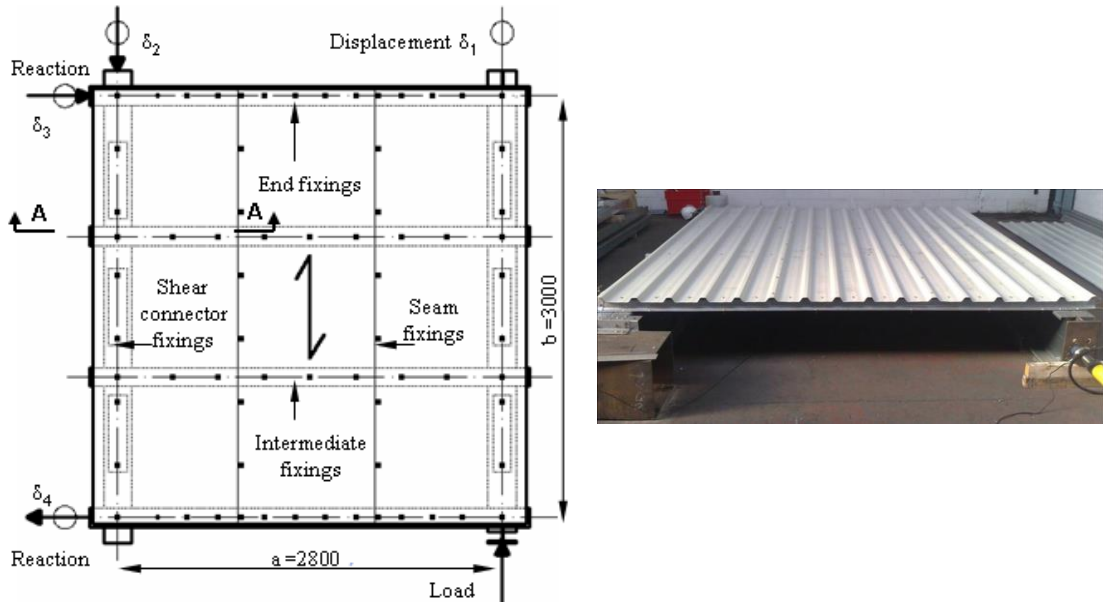 δ2
Displacement δ1
Reaction
δ3
End fixings
A
A
Shear
connector
fixings
Seam
fixings
b=3000
Intermediate
fixings
δ4
Reaction
a=2800
Load